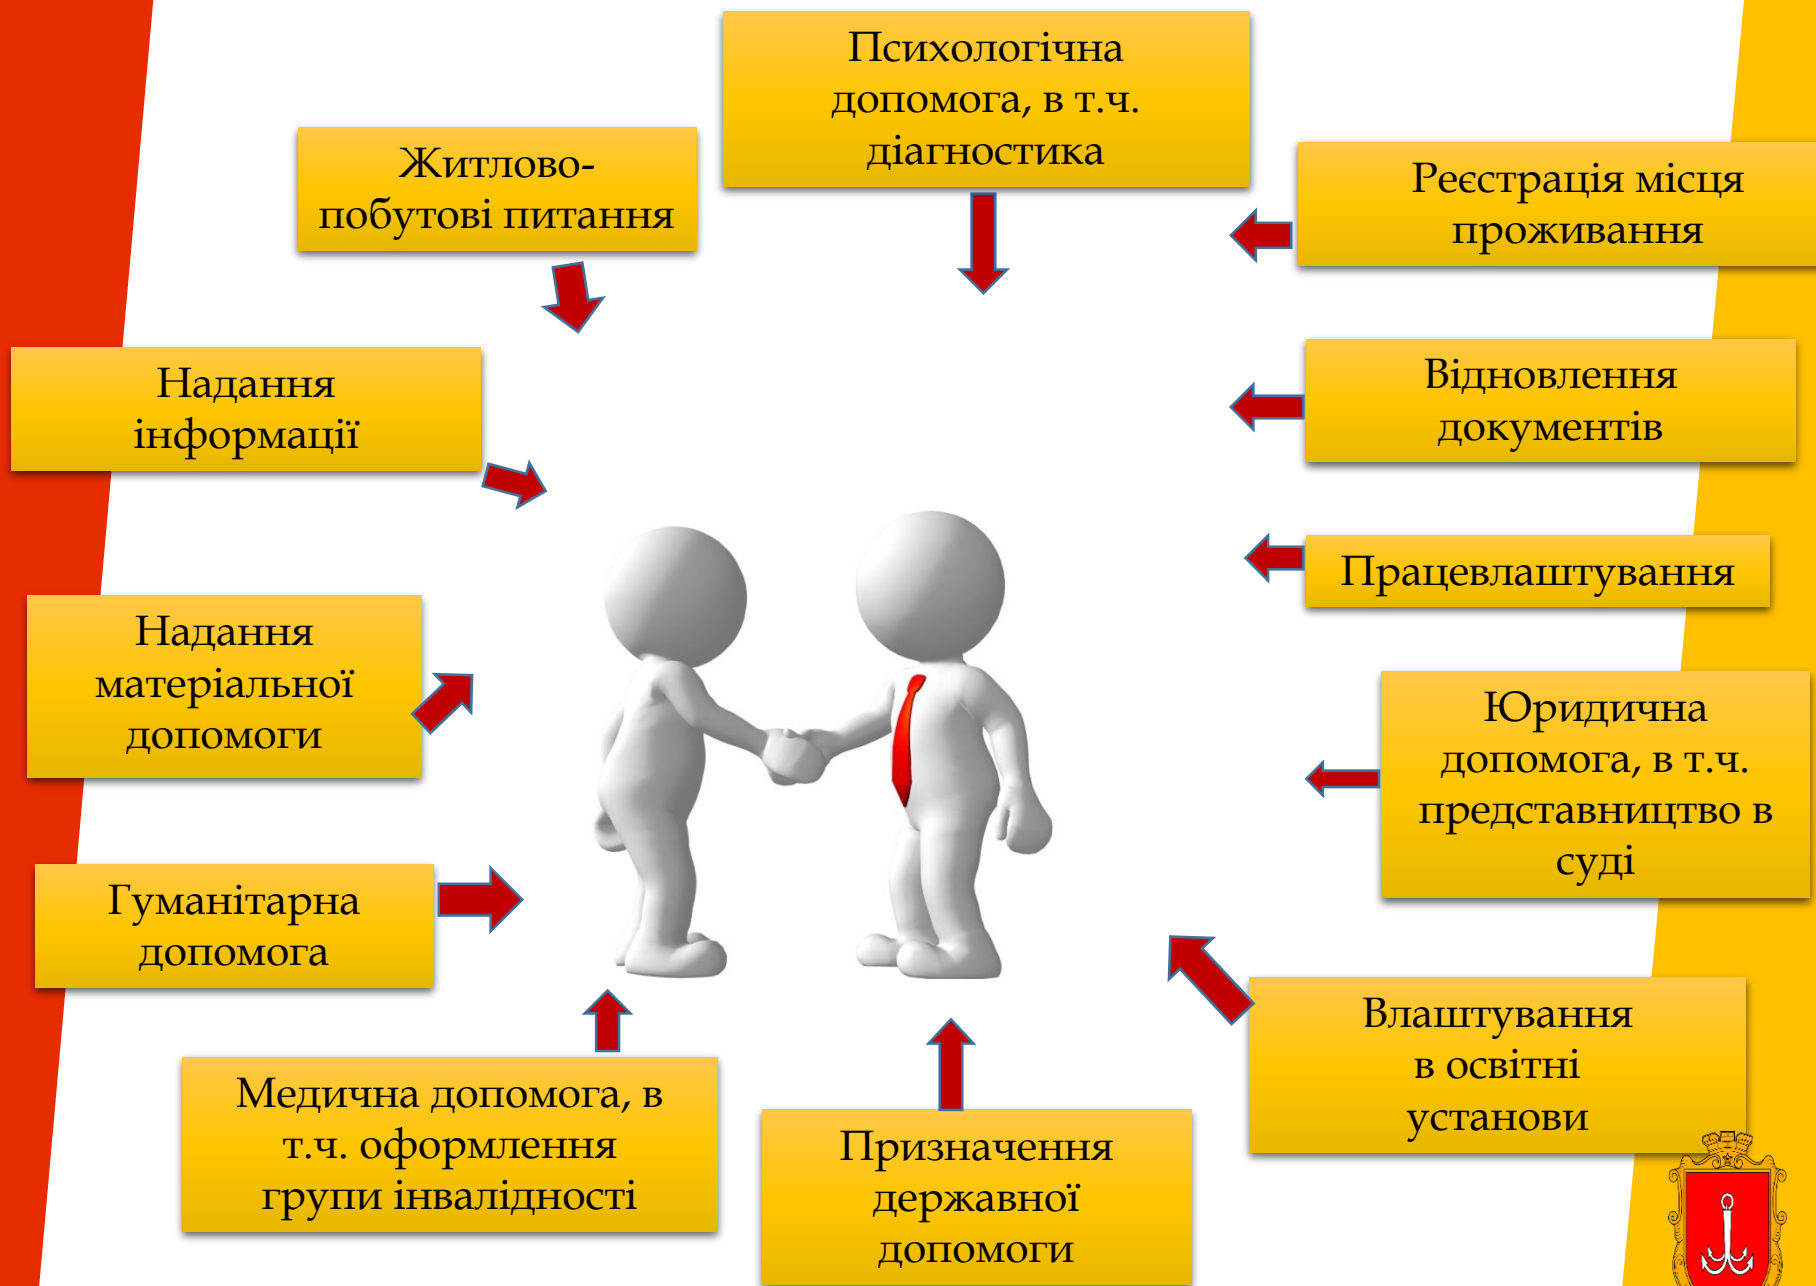 Психологічна
допомога, в т.ч.
діагностика
Житлово-
побутові питання
Реєстрація місця
проживання
Надання
інформації
Відновлення
документів
Працевлаштування
Надання
матеріальної
допомоги
Юридична
допомога, в т.ч.
представництво в
суді
Гуманітарна
допомога
Влаштування
в освітні
установи
Медична допомога, в
т.ч. оформлення
групи інвалідності
Призначення
державної
допомоги